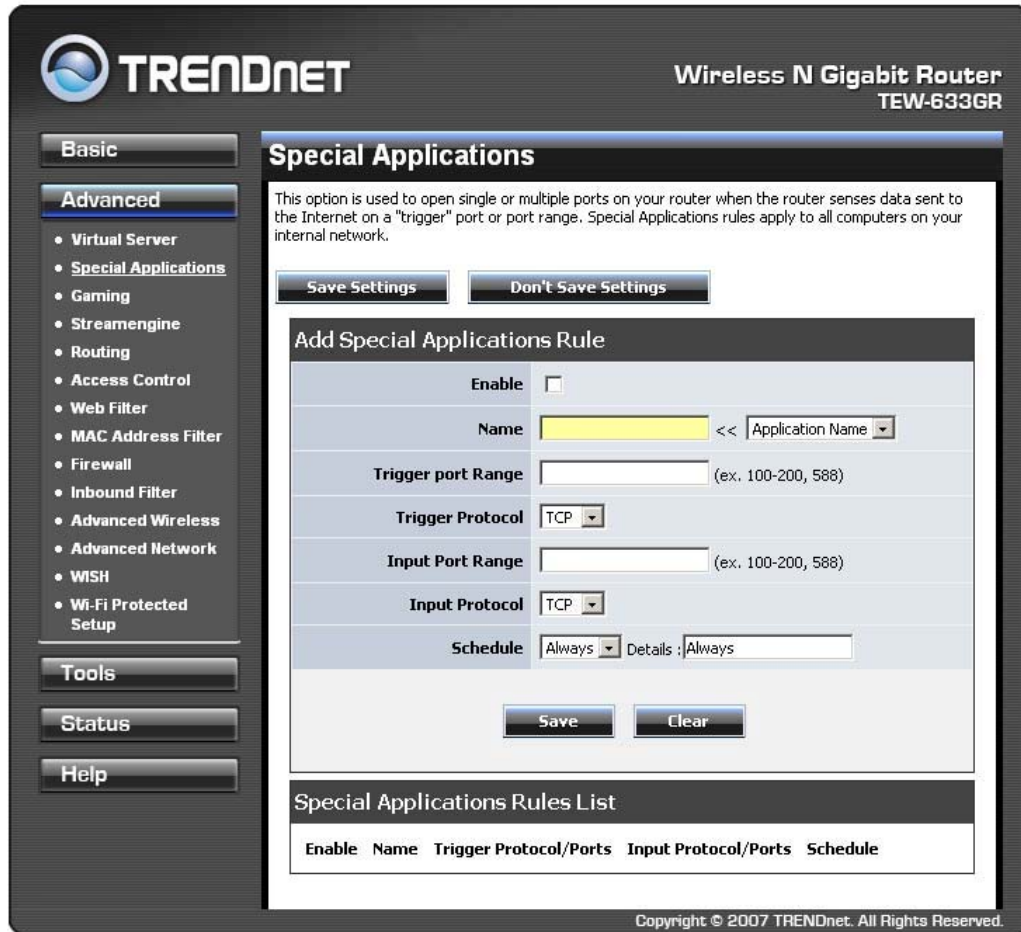 TRENDNET
Wireless N Gigabit Router
TEW-633GR
Basic
Advanced
• Virtual Server
• Special Applications
• Gaming
• Streamengine
• Routing
• Access Control
• Web Filter
• MAC Address Filter
• Firewall
• Inbound Filter
• Advanced Wireless
• Advanced Network
• WISH
• Wi-Fi Protected
Setup
Tools
Status
Help
Special Applications
This option is used to open single or multiple ports on your router when the router senses data sent to
the Internet on a "trigger" port or port range. Special Applications rules apply to all computers on your
internal network.
Save Settings Don't Save Settings
Add Special Applications Rule
Enable
Name << Application Name
Trigger port Range (ex. 100-200, 588)
Trigger Protocol TCP
Input Port Range (ex. 100-200, 588)
Input Protocol TCP
Schedule Always Details : Always
Save Clear
Special Applications Rules List
Enable Name Trigger Protocol/Ports Input Protocol/Ports Schedule
Copyright © 2007 TRENDnet. All Rights Reserved.